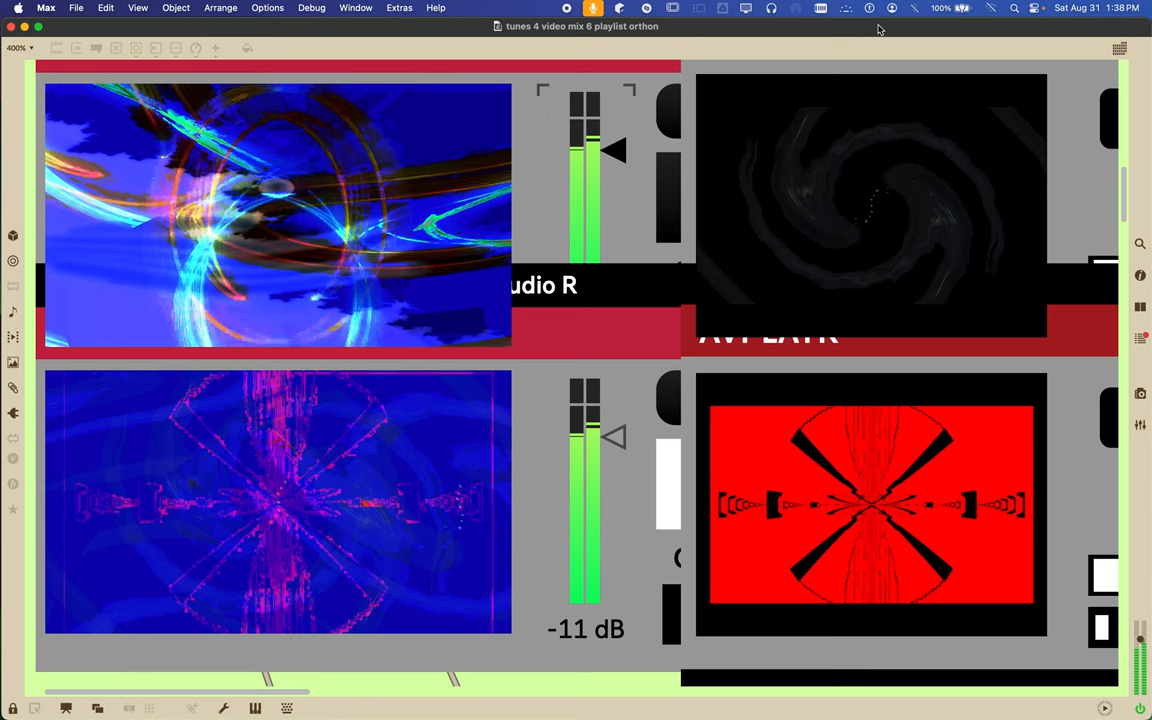 Max File Edit View Object Arrange Options Debug Window Extras Help 100% Sat Aug 31 1:38 PM
tunes 4 video mix 6 playlist orthon
400%
udio R
-11 dB